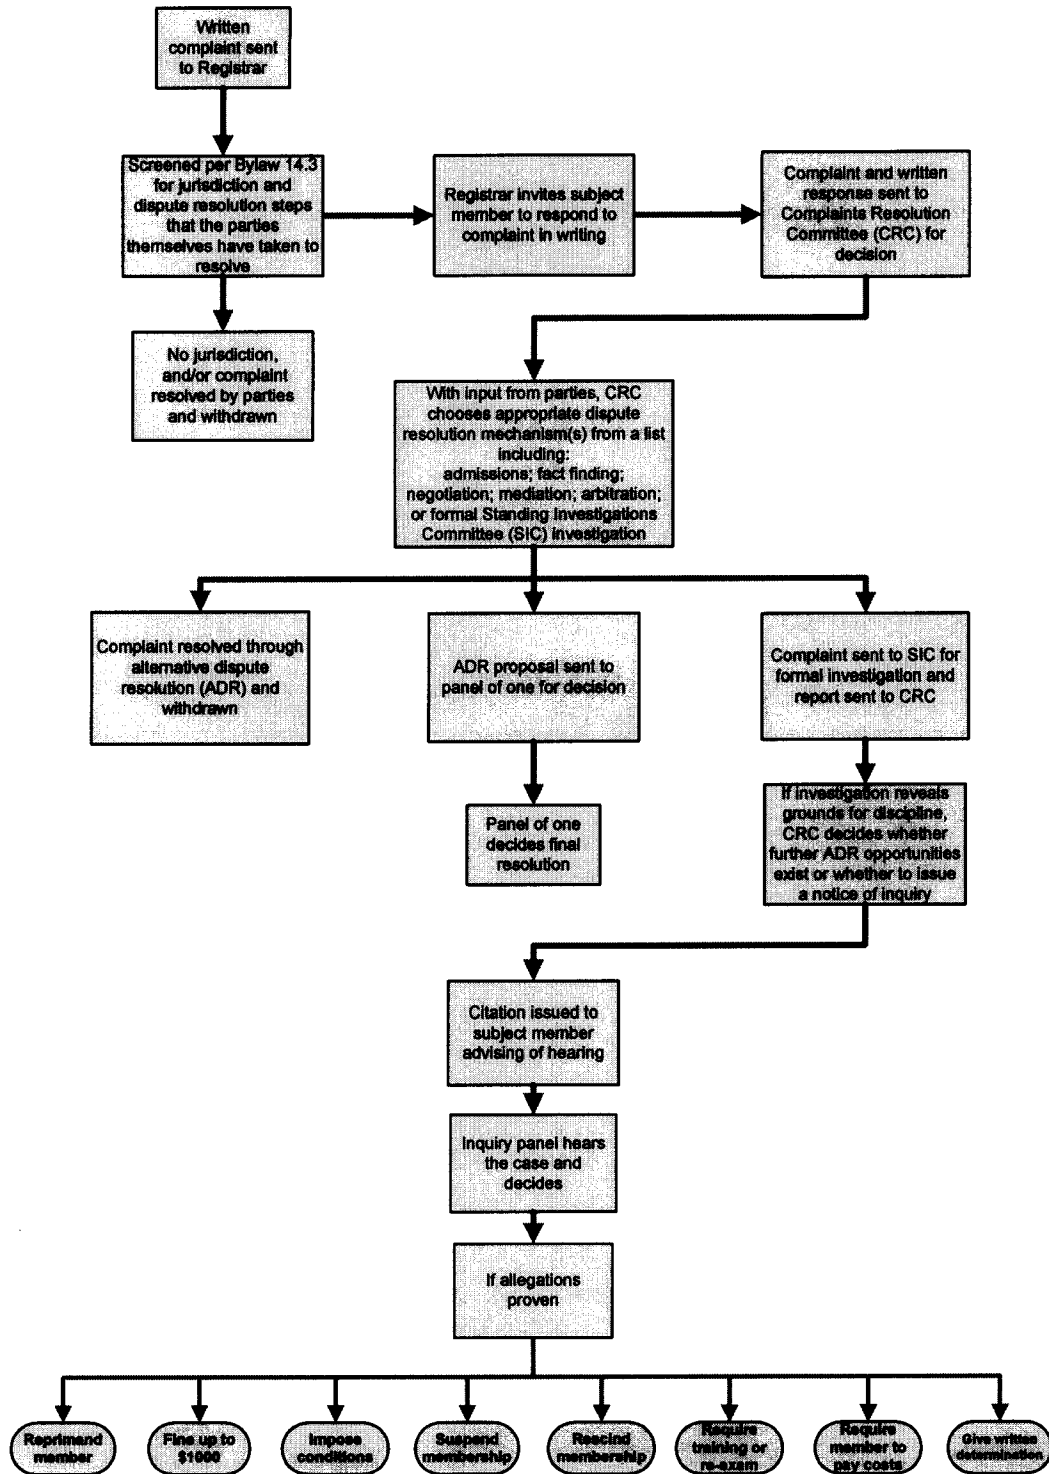 Written
complaint sent
to Registrar
Screened per Bylaw 14.3
for jurisdiction and
dispute resolution steps
that the parties
themselves have taken to
resolve
Registrar invites subject
member to respond to
complaint in writing
Complaint and written
response sent to
Complaints Resolution
Committee (CRC) for
decision
No jurisdiction,
and/or complaint
resolved by parties
and withdrawn
With input from parties, CRC
chooses appropriate dispute
resolution mechanism(s) from a list
including:
admissions; fact finding;
negotiation; mediation; arbitration;
or formal Standing Investigations
Committee (SIC) investigation
Complaint resolved through
alternative dispute
resolution (ADR) and
withdrawn
ADR proposal sent to
panel of one for decision
Complaint sent to SIC for
formal investigation and
report sent to CRC
Panel of one
decides final
resolution
If investigation reveals
grounds for discipline,
CRC decides whether
further ADR opportunities
exist or whether to issue
a notice of inquiry
Citation issued to
subject member
advising of hearing
Inquiry panel hears
the case and
decides
If allegations
proven
Reprimand
member
Fine up to
$1000
Impose
conditions
Suspend
membership
Rescind
membership
Require
training or
re-exam
Require
member to
pay costs
Give written
determination